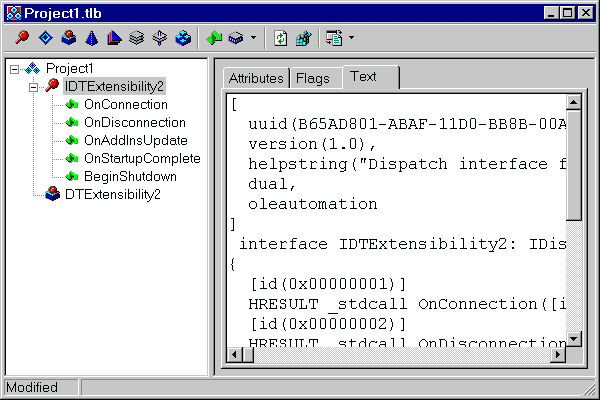 Project1.tlb
Project1
IDTExtensibility2
OnConnection
OnDisconnection
OnAddInsUpdate
OnStartupComplete
BeginShutdown
DTExtensibility2
Attributes Flags Text
[
uuid(B65AD801-ABAF-11D0-BB8B-00A
version(1.0),
helpstring("Dispatch interface f
dual,
oleautomation
]
interface IDTExtensibility2: IDis
{
[id(0x00000001)]
HRESULT _stdcall OnConnection([i
[id(0x00000002)]
HRESULT _stdcall OnDisconnection
Modified